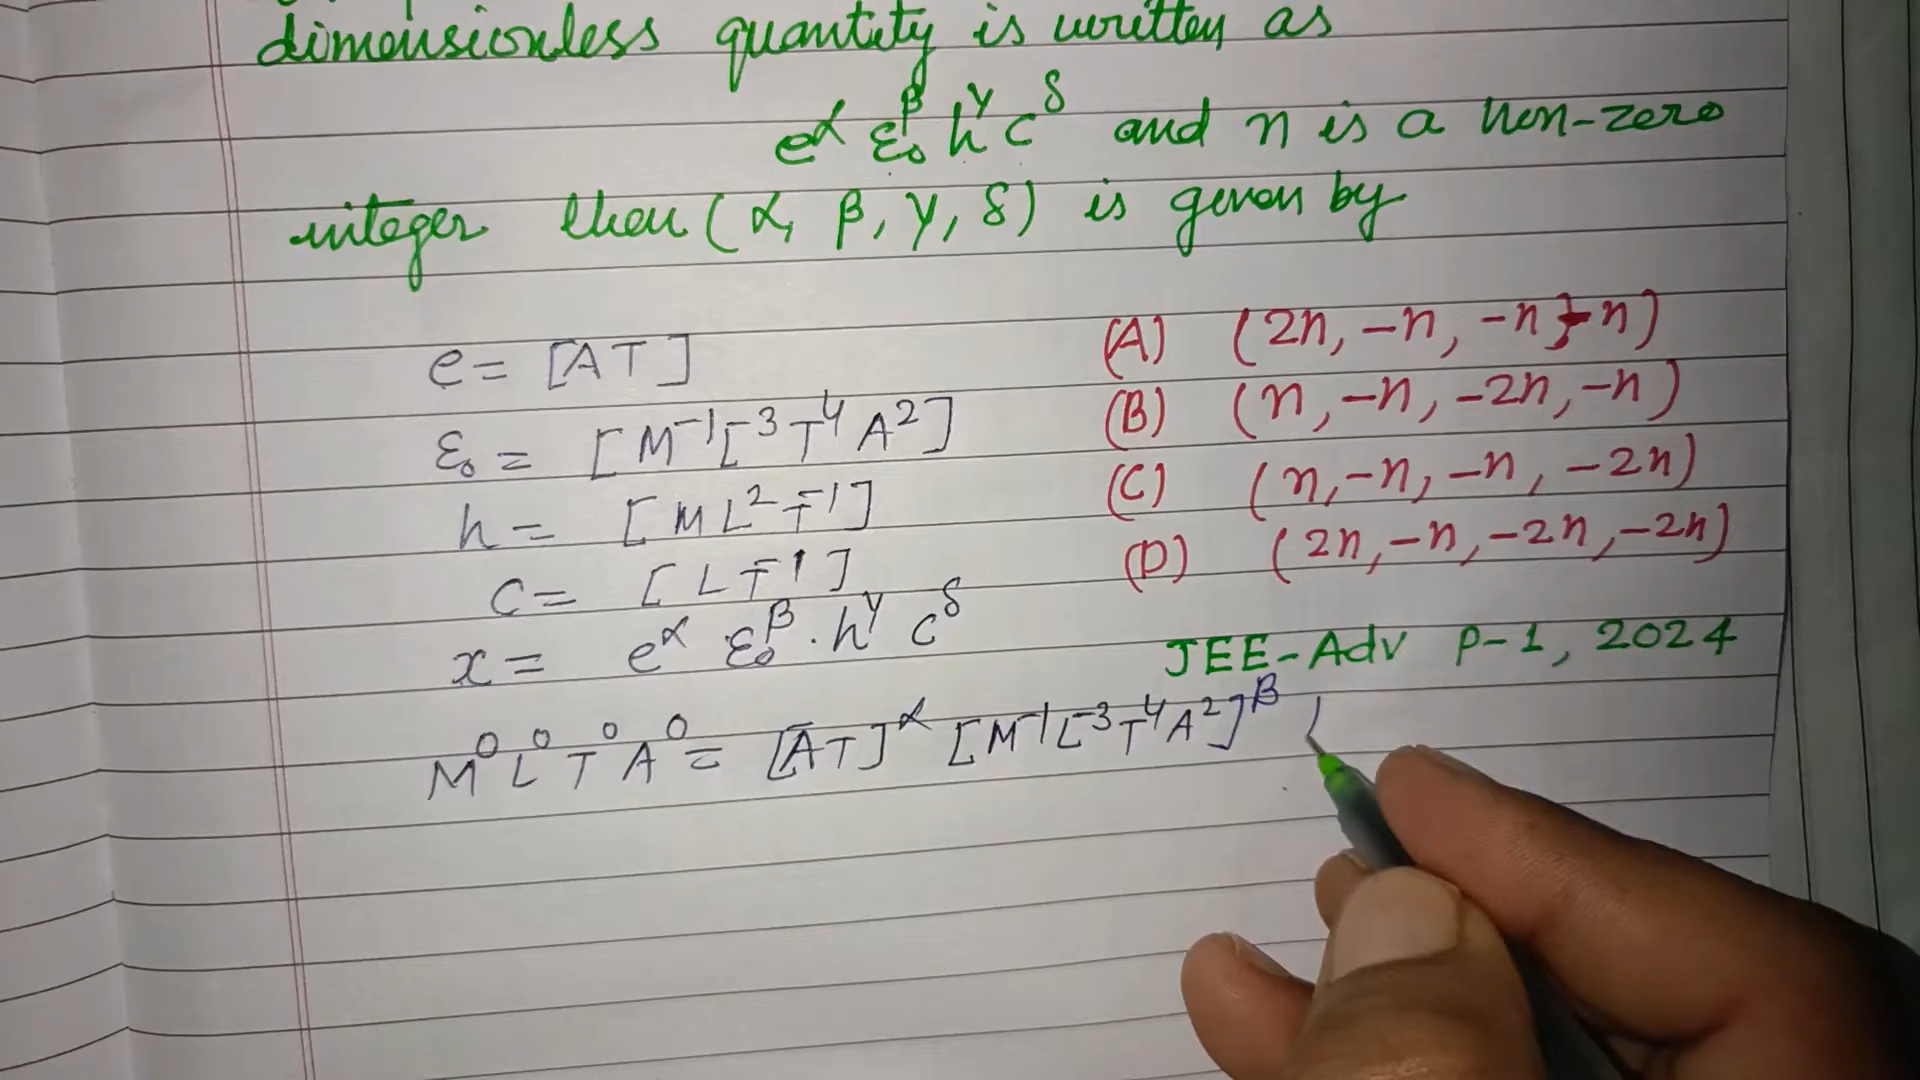 dimensionless quantity is written as
e^α ε₀^β h^γ c^δ and n is a non-zero
integer then (α, β, γ, δ) is given by
e = [AT]
(A) (2n, -n, -n, -n)
ε₀ = [M⁻¹L⁻³T⁴A²]
(B) (n, -n, -2n, -n)
h = [ML²T⁻¹]
(C) (n, -n, -n, -2n)
c = [LT⁻¹]
(D) (2n, -n, -2n, -2n)
x = e^α ε₀^β . h^γ c^δ
JEE-Adv P-1, 2024
M⁰L⁰T⁰A⁰ = [AT]^α [M⁻¹L⁻³T⁴A²]^β